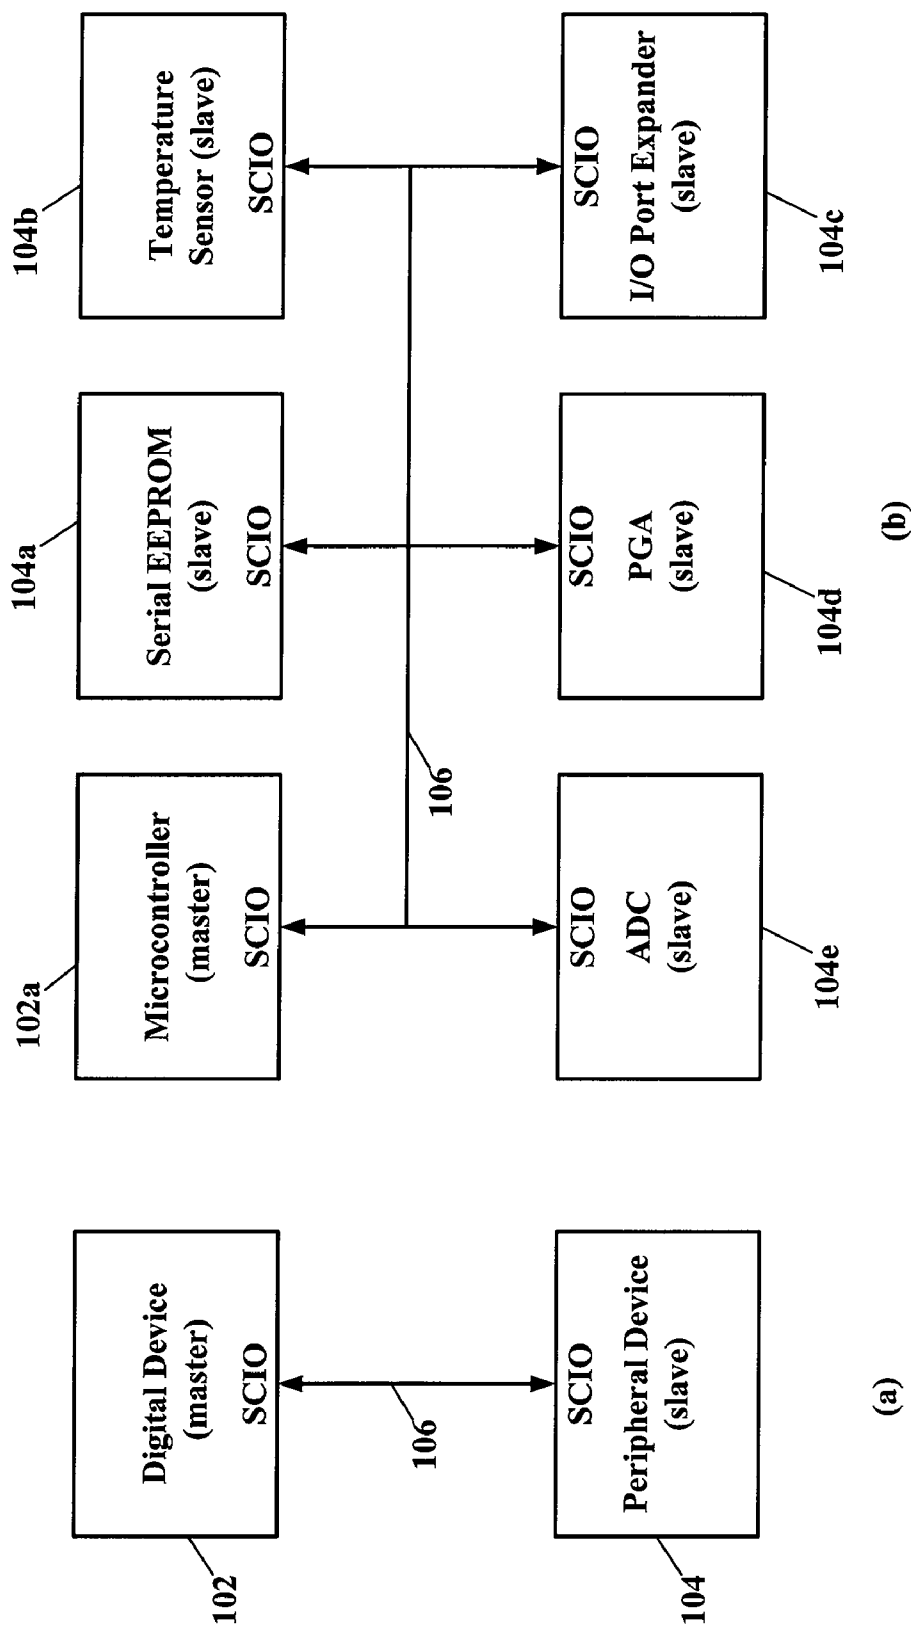 102
Digital Device
(master)
SCIO
106
SCIO
Peripheral Device
(slave)
104
(a)
102a
Microcontroller
(master)
SCIO
104a
Serial EEPROM
(slave)
SCIO
104b
Temperature
Sensor (slave)
SCIO
106
SCIO
ADC
(slave)
104e
SCIO
PGA
(slave)
104d
SCIO
I/O Port Expander
(slave)
104c
(b)